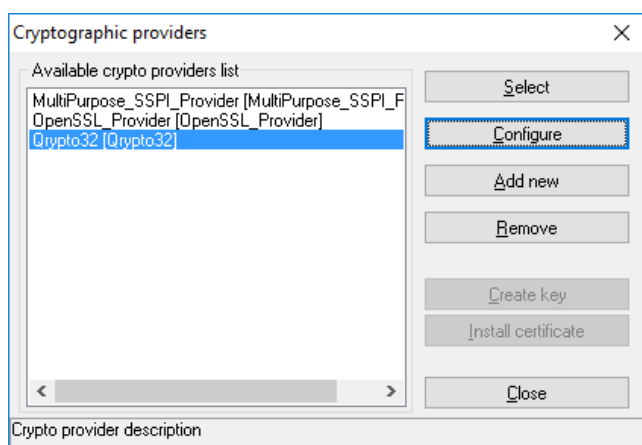 Cryptographic providers
Available crypto providers list
MultiPurpose_SSPI_Provider [MultiPurpose_SSPI_F
OpenSSL_Provider [OpenSSL_Provider]
Qrypto32 [Qrypto32]
Select
Configure
Add new
Remove
Create key
Install certificate
Close
Crypto provider description